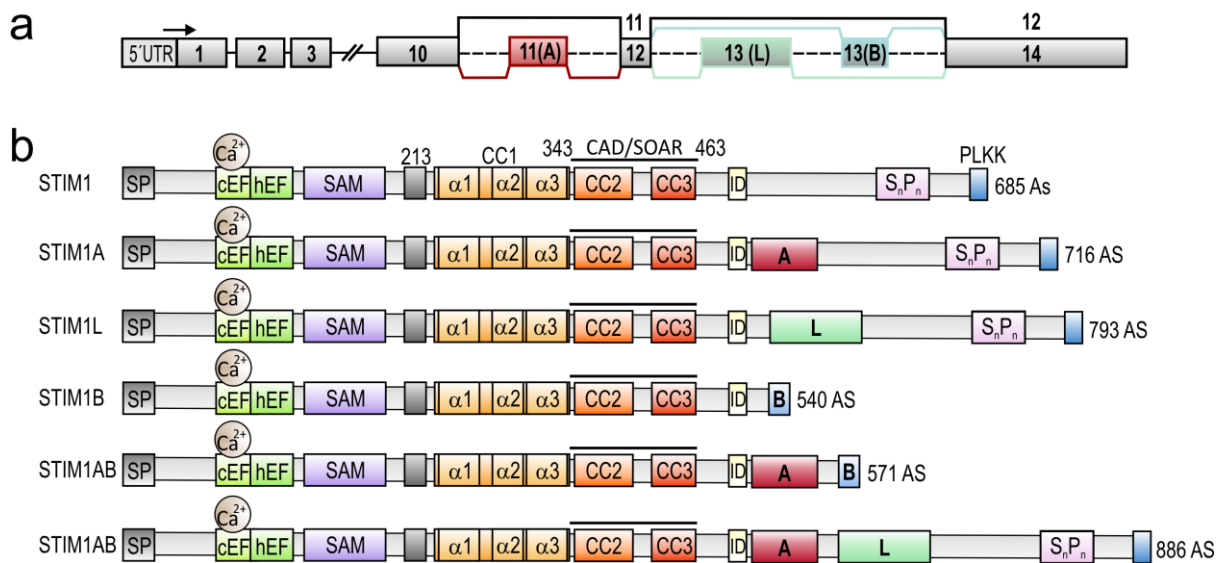 a
11 12
5´UTR 1 2 3 10 11(A) 12 13 (L) 13(B) 14
b
213 CC1 343 CAD/SOAR 463 PLKK
STIM1 SP Ca2+ cEF hEF SAM α1 α2 α3 CC2 CC3 ID SnPn 685 As
STIM1A SP Ca2+ cEF hEF SAM α1 α2 α3 CC2 CC3 ID A SnPn 716 AS
STIM1L SP Ca2+ cEF hEF SAM α1 α2 α3 CC2 CC3 ID L SnPn 793 AS
STIM1B SP Ca2+ cEF hEF SAM α1 α2 α3 CC2 CC3 ID B 540 AS
STIM1AB SP Ca2+ cEF hEF SAM α1 α2 α3 CC2 CC3 ID A B 571 AS
STIM1AB SP Ca2+ cEF hEF SAM α1 α2 α3 CC2 CC3 ID A L SnPn 886 AS